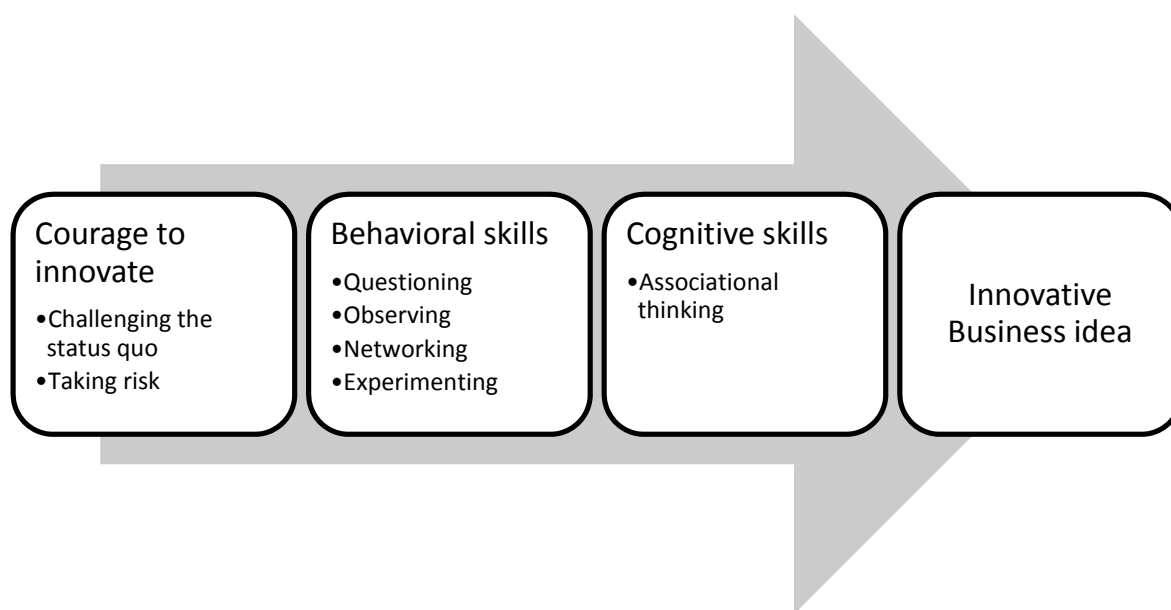 Courage to
innovate
•Challenging the
status quo
•Taking risk
Behavioral skills
•Questioning
•Observing
•Networking
•Experimenting
Cognitive skills
•Associational
thinking
Innovative
Business idea